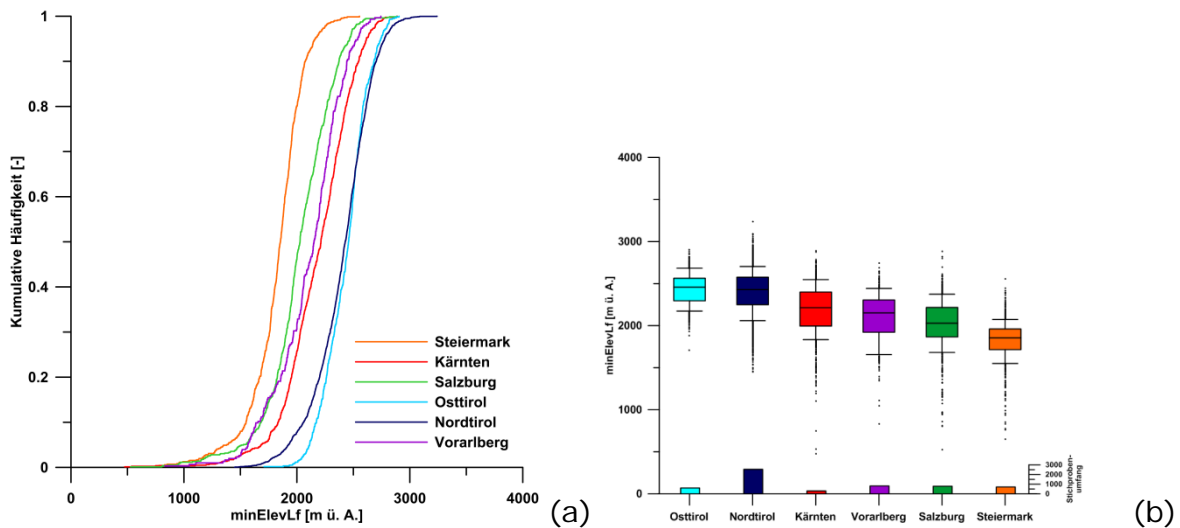 1
0.8
0.6
0.4
0.2
0
Kumulative Häufigkeit [-]
Steiermark
Kärnten
Salzburg
Osttirol
Nordtirol
Vorarlberg
0 1000 2000 3000 4000
minElevLf [m ü. A.]
(a)
4000
3000
2000
1000
0
minElevLf [m ü. A.]
3000
2000
1000
0
Stichproben-
umfang
Osttirol Nordtirol Kärnten Vorarlberg Salzburg Steiermark
(b)